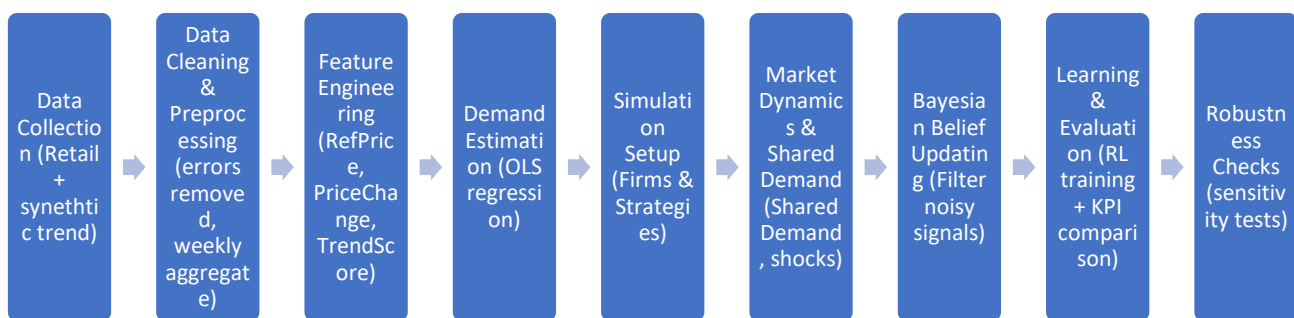 Data
Collectio
n (Retail
+
synethti
c trend)
Data
Cleaning
&
Preproc
essing
(errors
remove
d,
weekly
aggregat
e)
Feature
Enginee
ring
(RefPric
e,
PriceCha
nge,
TrendSc
ore)
Demand
Estimati
on (OLS
regressi
on)
Simulati
on
Setup
(Firms &
Strategi
es)
Market
Dynamic
s &
Shared
Demand
(Shared
Demand
, shocks)
Bayesia
n Belief
Updatin
g (Filter
noisy
signals)
Learning
&
Evaluati
on (RL
training
+ KPI
compari
son)
Robustn
ess
Checks
(sensitiv
ity tests)